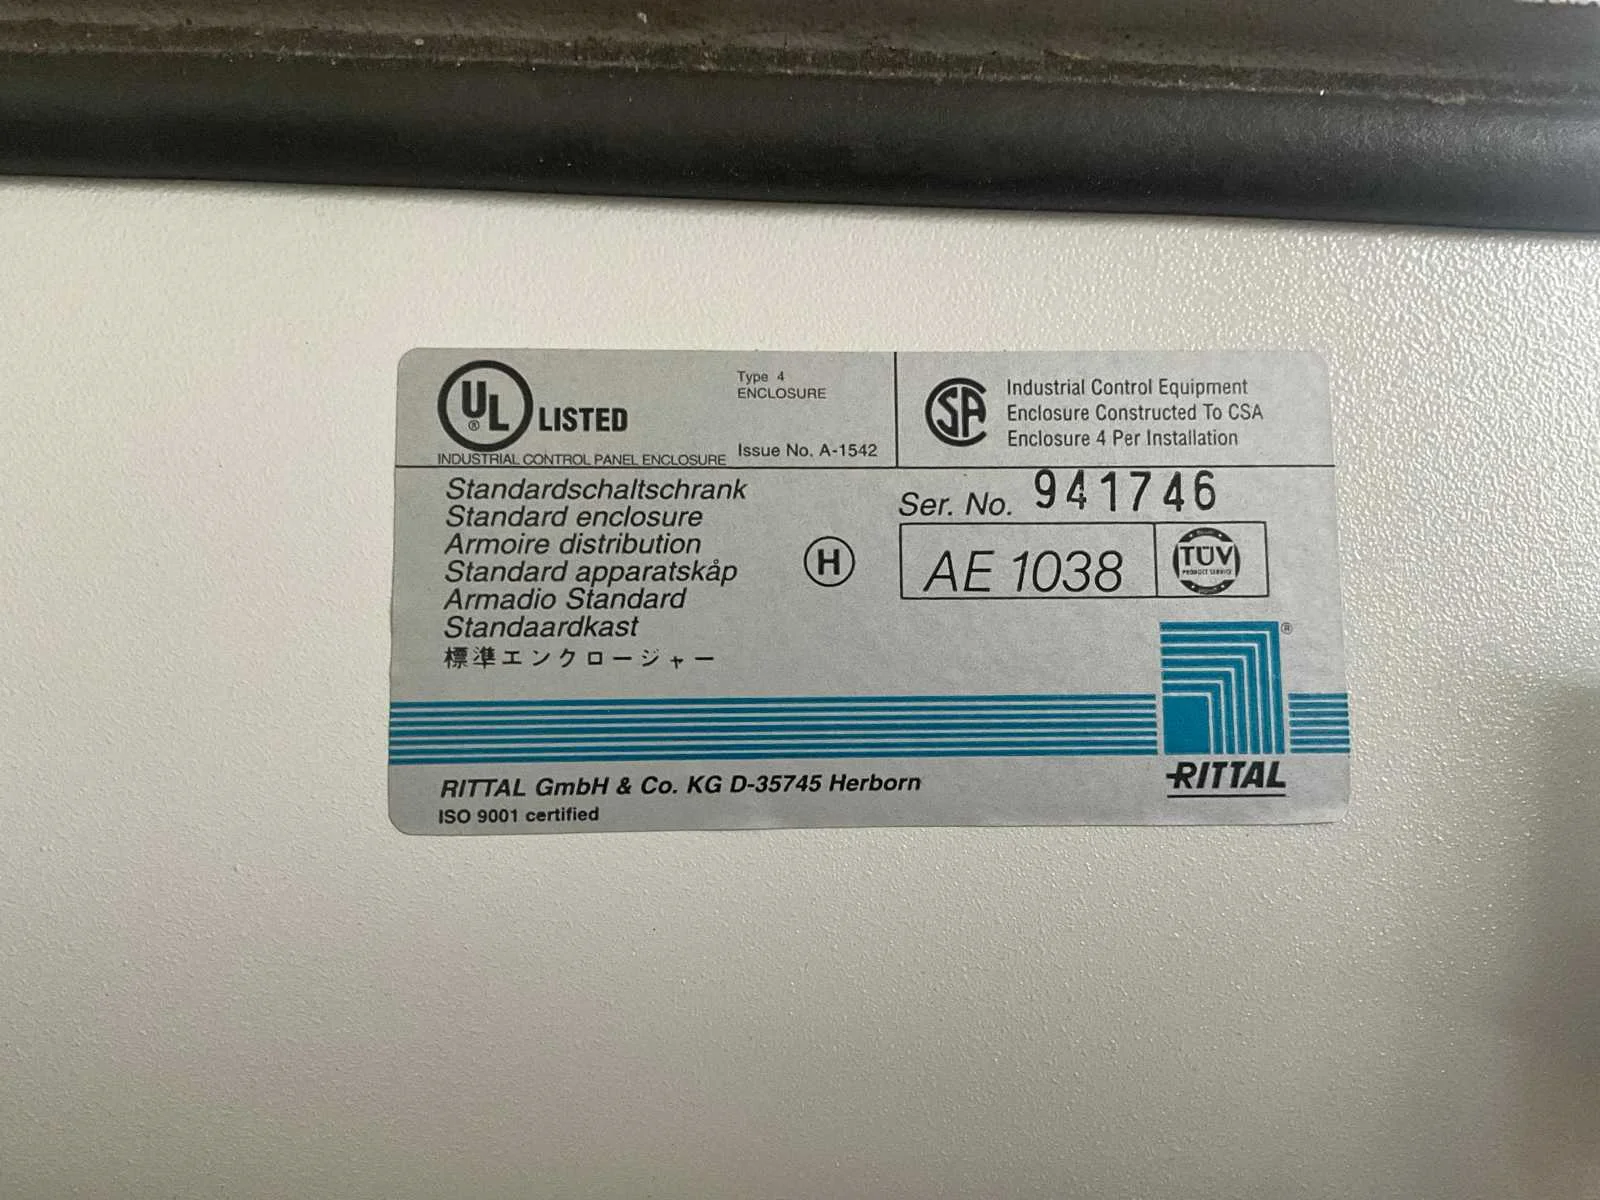 UL® LISTED
INDUSTRIAL CONTROL PANEL ENCLOSURE
Type 4
ENCLOSURE
Issue No. A-1542
SA
Industrial Control Equipment
Enclosure Constructed To CSA
Enclosure 4 Per Installation
Standardschaltschrank
Standard enclosure
Armoire distribution
Standard apparatskåp
Armadio Standard
Standaardkast
標準エンクロージャー
H
Ser. No. 941746
AE 1038
TÜV
PRODUCT SERVICE
®
RITTAL
RITTAL GmbH & Co. KG D-35745 Herborn
ISO 9001 certified